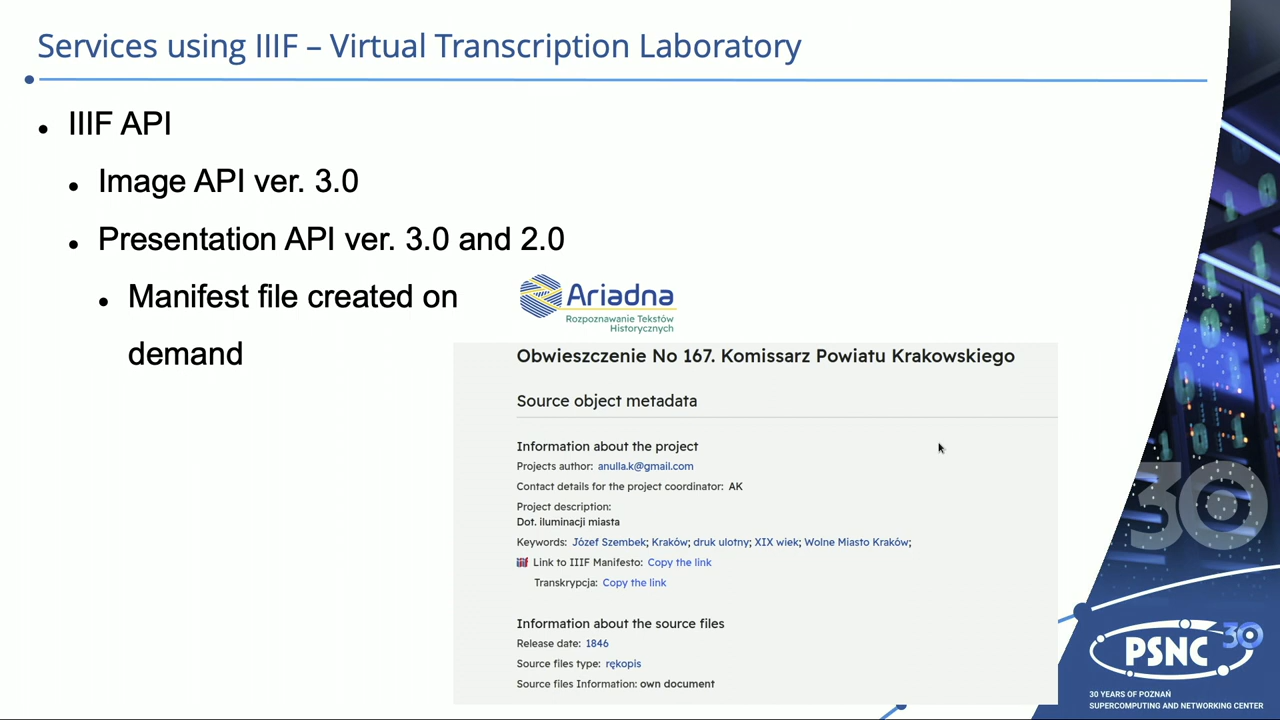 Services using IIIF – Virtual Transcription Laboratory
• IIIF API
• Image API ver. 3.0
• Presentation API ver. 3.0 and 2.0
• Manifest file created on
demand
Ariadna
Rozpoznawanie Tekstów
Historycznych
Obwieszczenie No 167. Komissarz Powiatu Krakowskiego
Source object metadata
Information about the project
Projects author: anulla.k@gmail.com
Contact details for the project coordinator: AK
Project description:
Dot. iluminacji miasta
Keywords: Józef Szembek; Kraków; druk ulotny; XIX wiek; Wolne Miasto Kraków;
Link to IIIF Manifesto: Copy the link
Transkrypcja: Copy the link
Information about the source files
Release date: 1846
Source files type: rękopis
Source files Information: own document
30
PSNC 30
30 YEARS OF POZNAŃ
SUPERCOMPUTING AND NETWORKING CENTER